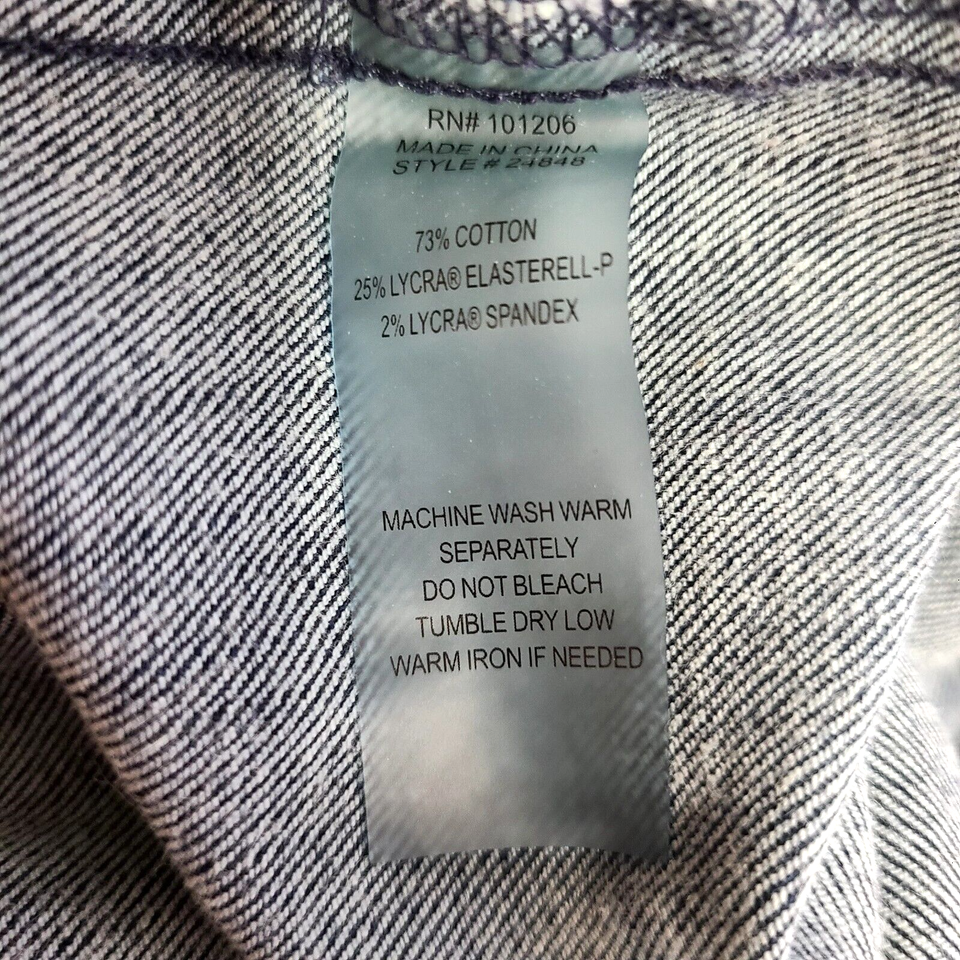 RN# 101206
MADE IN CHINA
STYLE # 24848
73% COTTON
25% LYCRA® ELASTERELL-P
2% LYCRA® SPANDEX
MACHINE WASH WARM
SEPARATELY
DO NOT BLEACH
TUMBLE DRY LOW
WARM IRON IF NEEDED